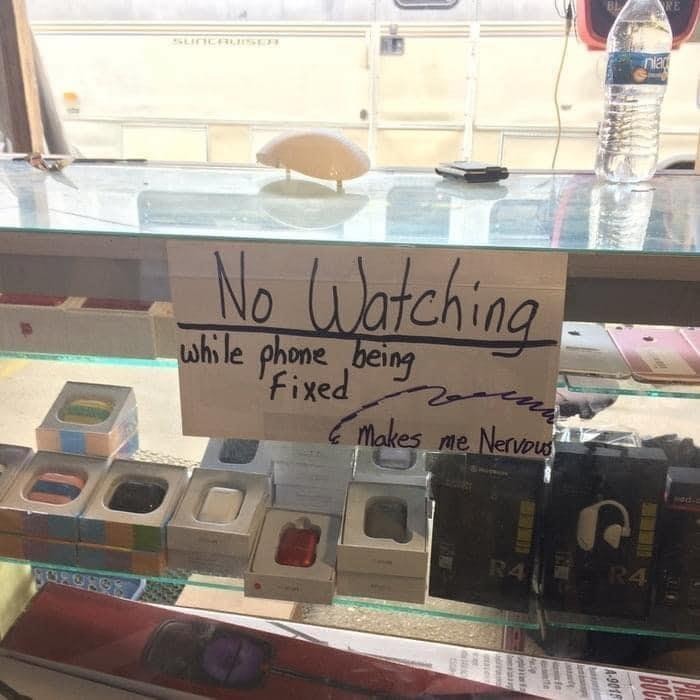 SUNCRUISER
No Watching
while phone being
fixed
Makes me Nervous
R4
R4